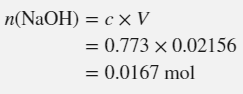 n(NaOH) = c × V
= 0.773 × 0.02156
= 0.0167 mol